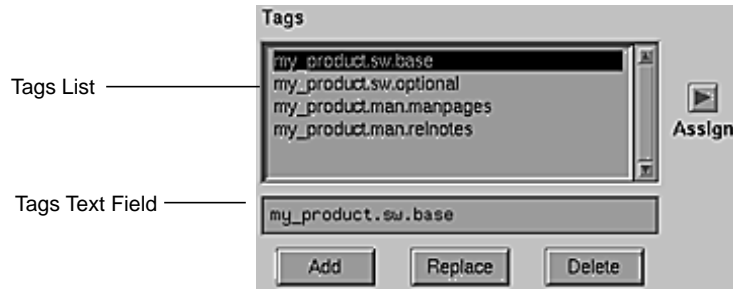 Tags
my_product.sw.base
my_product.sw.optional
my_product.man.manpages
my_product.man.relnotes
Tags List
Assign
Tags Text Field
my_product.sw.base
Add
Replace
Delete